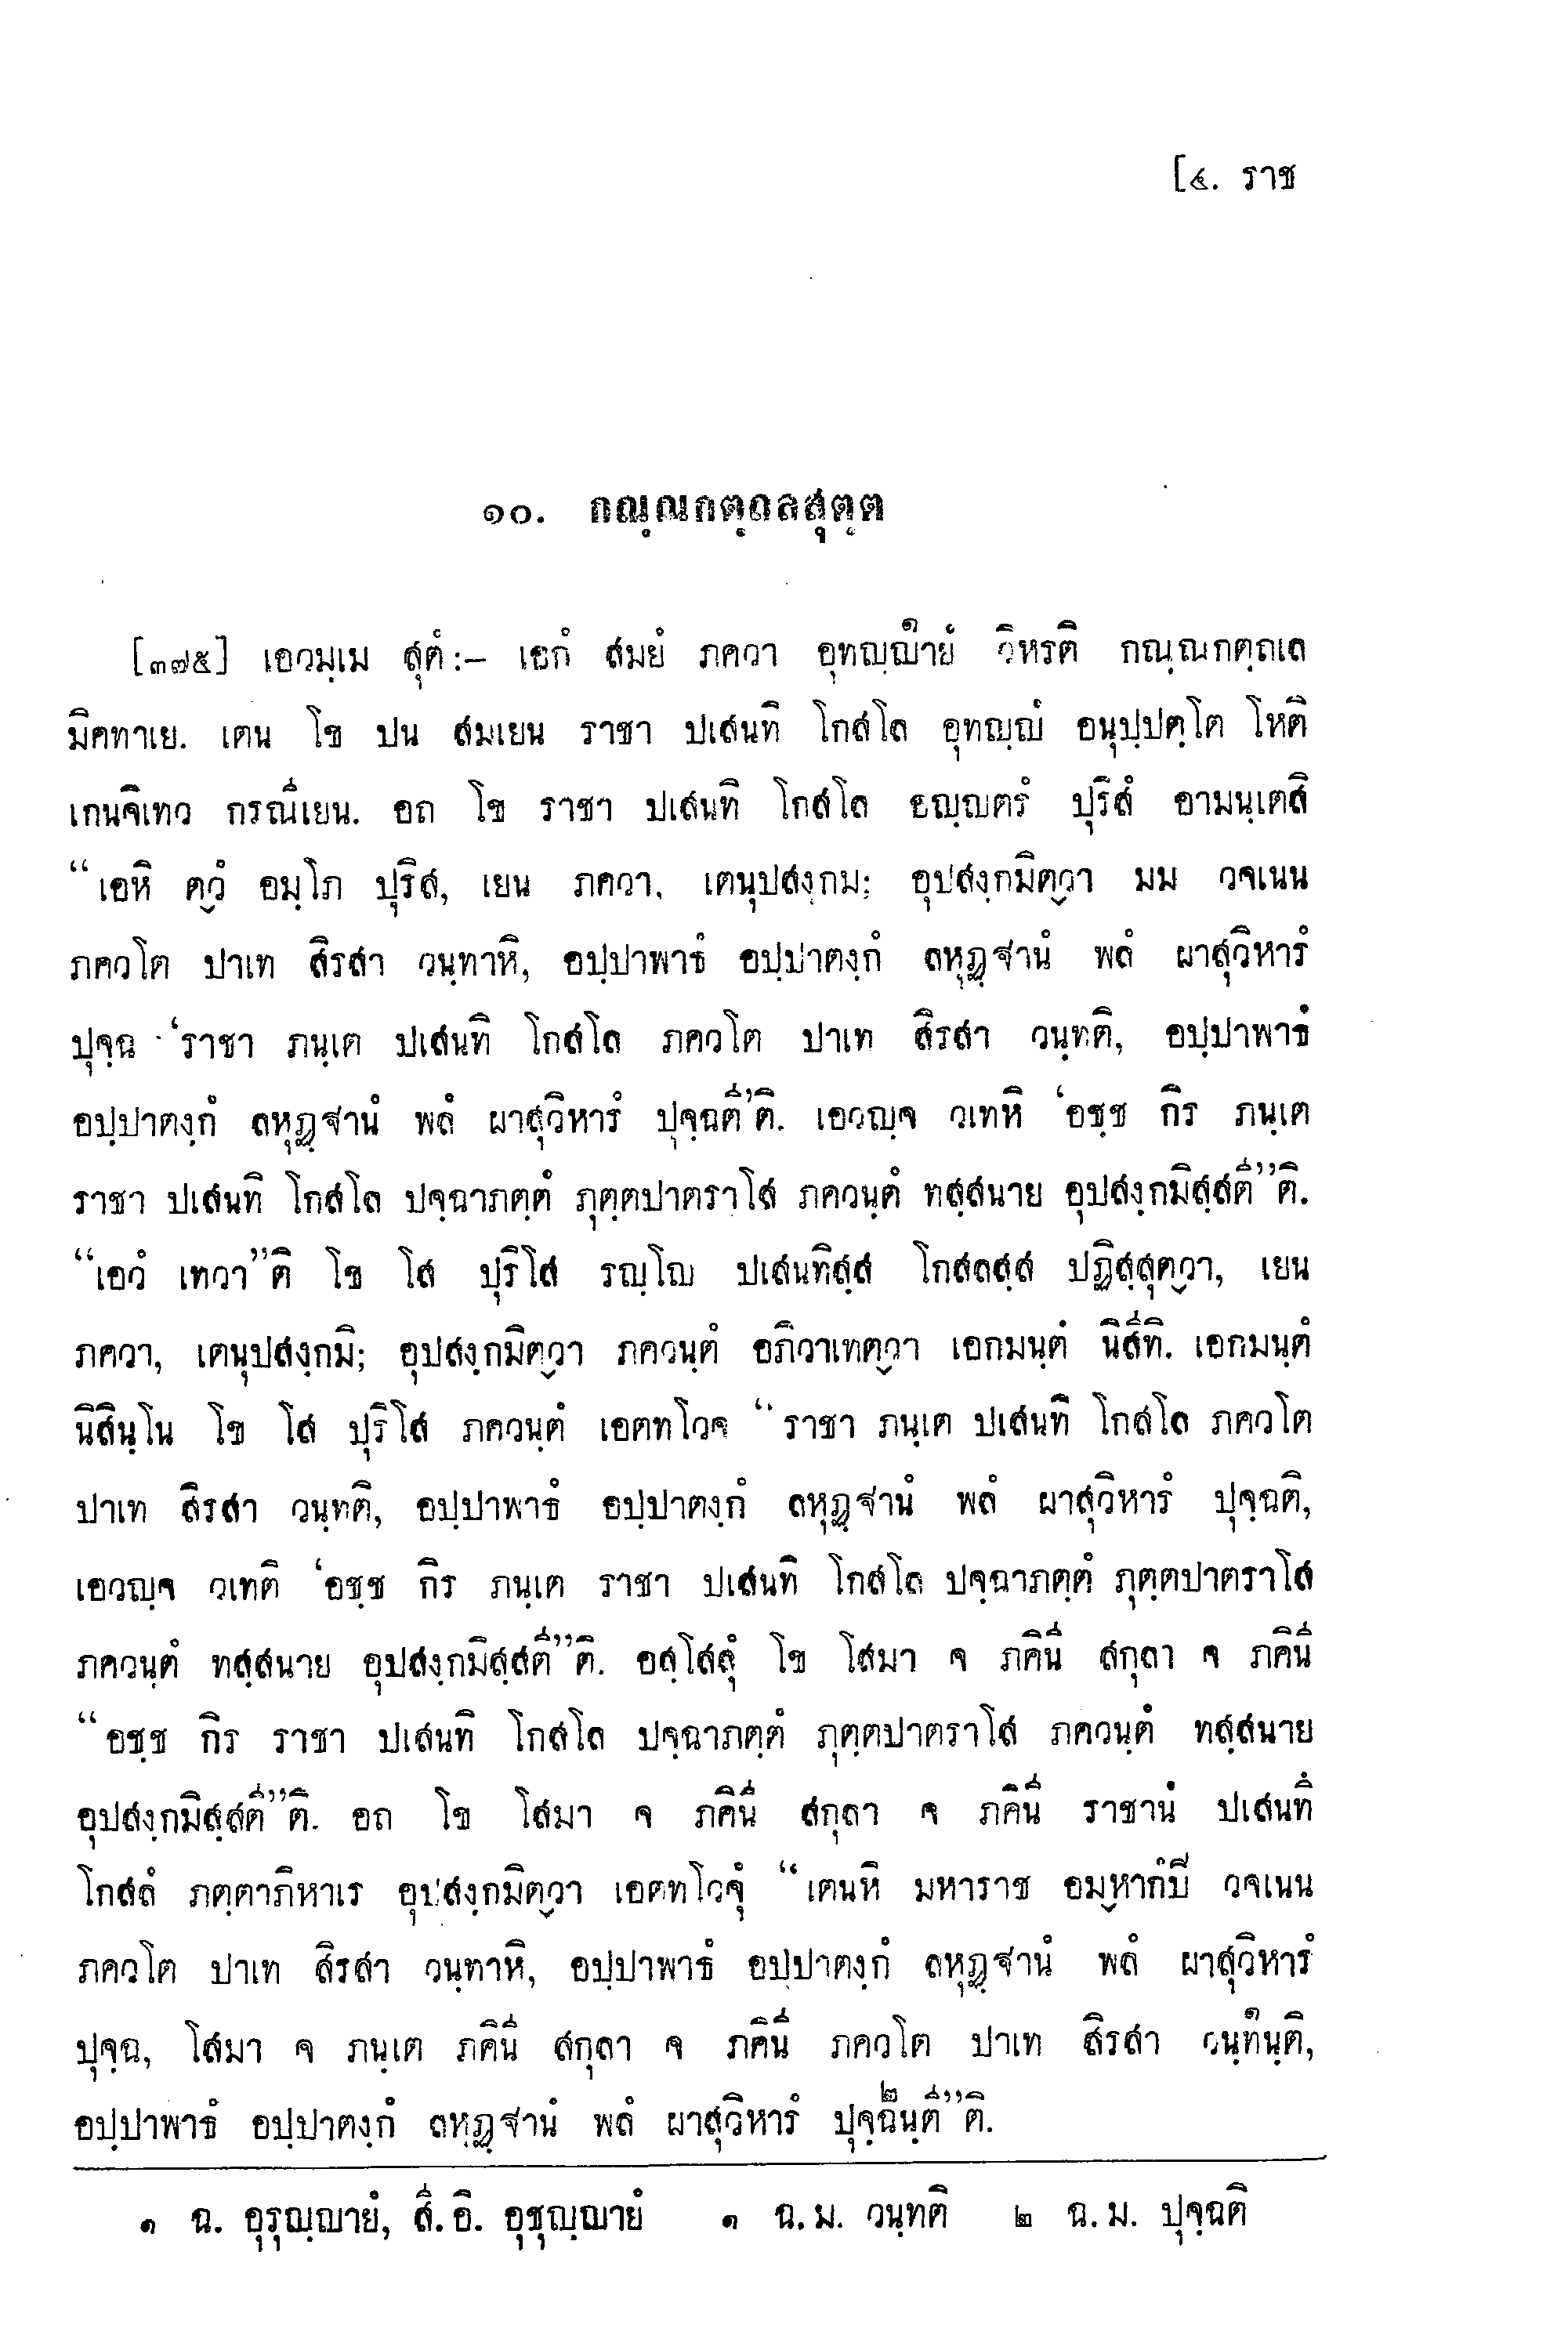 [๔. ราช
๑๐. กณฺณกตฺถลสุตฺต
[๓๗๕] เอวมฺเม สุตํ:– เอกํ สมยํ ภควา อุทญฺญายํ๑ วิหรติ กณฺณกตฺถเล
มิคทาเย. เตน โข ปน สมเยน ราชา ปเสนทิ โกสโล อุทญฺญํ อนุปฺปตฺโต โหติ
เกนจิเทว กรณีเยน. อถ โข ราชา ปเสนทิ โกสโล อญฺญตรํ ปุริสํ อามนฺเตสิ
“เอหิ ตฺวํ อมฺโภ ปุริส, เยน ภควา, เตนุปสงฺกม; อุปสงฺกมิตฺวา มม วจเนน
ภควโต ปาเท สิรสา วนฺทาหิ, อปฺปาพาธํ อปฺปาตงฺกํ ลหุฏฺฐานํ พลํ ผาสุวิหารํ
ปุจฺฉ ‘ราชา ภนฺเต ปเสนทิ โกสโล ภควโต ปาเท สิรสา วนฺทติ, อปฺปาพาธํ
อปฺปาตงฺกํ ลหุฏฺฐานํ พลํ ผาสุวิหารํ ปุจฺฉตี’ติ. เอวญฺจ วเทหิ ‘อชฺช กิร ภนฺเต
ราชา ปเสนทิ โกสโล ปจฺฉาภตฺตํ ภุตฺตปาตราโส ภควนฺตํ ทสฺสนาย อุปสงฺกมิสฺสตี”ติ.
“เอวํ เทวา”ติ โข โส ปุริโส รญฺโญ ปเสนทิสฺส โกสลสฺส ปฏิสฺสุตฺวา, เยน
ภควา, เตนุปสงฺกมิ; อุปสงฺกมิตฺวา ภควนฺตํ อภิวาเทตฺวา เอกมนฺตํ นิสีทิ. เอกมนฺตํ
นิสินฺโน โข โส ปุริโส ภควนฺตํ เอตทโวจ “ราชา ภนฺเต ปเสนทิ โกสโล ภควโต
ปาเท สิรสา วนฺทติ, อปฺปาพาธํ อปฺปาตงฺกํ ลหุฏฺฐานํ พลํ ผาสุวิหารํ ปุจฺฉติ,
เอวญฺจ วเทติ ‘อชฺช กิร ภนฺเต ราชา ปเสนทิ โกสโล ปจฺฉาภตฺตํ ภุตฺตปาตราโส
ภควนฺตํ ทสฺสนาย อุปสงฺกมิสฺสตี”ติ. อสฺโสสุํ โข โสมา จ ภคินี สกุลา จ ภคินี
“อชฺช กิร ราชา ปเสนทิ โกสโล ปจฺฉาภตฺตํ ภุตฺตปาตราโส ภควนฺตํ ทสฺสนาย
อุปสงฺกมิสฺสตี”ติ. อถ โข โสมา จ ภคินี สกุลา จ ภคินี ราชานํ ปเสนทิํ
โกสลํ ภตฺตาภิหาเร อุปสงฺกมิตฺวา เอตทโวจุํ “เตนหิ มหาราช อมฺหากํปิ วจเนน
ภควโต ปาเท สิรสา วนฺทาหิ, อปฺปาพาธํ อปฺปาตงฺกํ ลหุฏฺฐานํ พลํ ผาสุวิหารํ
ปุจฺฉ, โสมา จ ภนฺเต ภคินี สกุลา จ ภคินี ภควโต ปาเท สิรสา วนฺทนฺติ๑,
อปฺปาพาธํ อปฺปาตงฺกํ ลหุฏฺฐานํ พลํ ผาสุวิหารํ ปุจฺฉนฺตี๒”ติ.
๑ ฉ. อุรุญฺญายํ, สี.อิ. อุชุญฺญายํ ๑ ฉ.ม. วนฺทติ ๒ ฉ.ม. ปุจฺฉติ